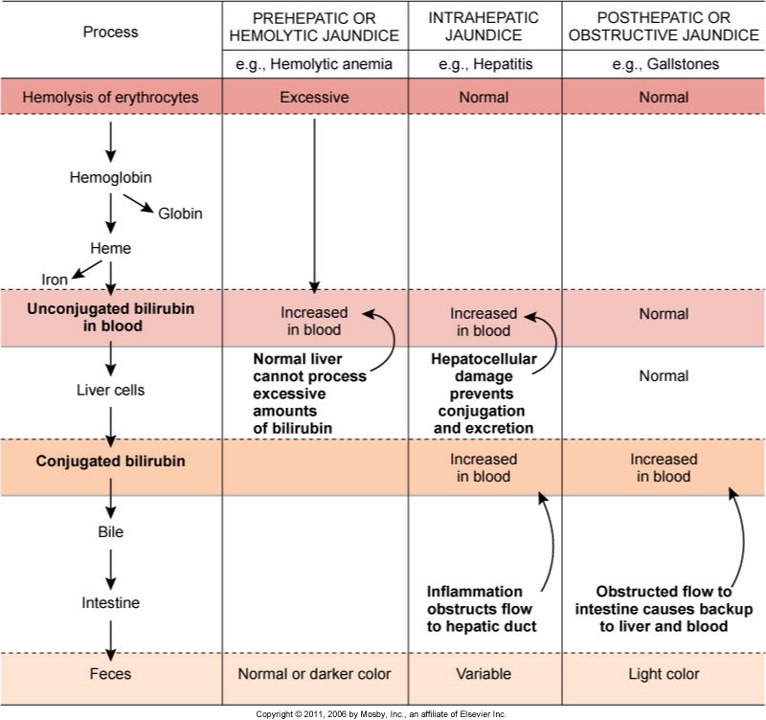 Process
PREHEPATIC OR
HEMOLYTIC JAUNDICE
INTRAHEPATIC
JAUNDICE
POSTHEPATIC OR
OBSTRUCTIVE JAUNDICE
e.g., Hemolytic anemia
e.g., Hepatitis
e.g., Gallstones
Hemolysis of erythrocytes
Excessive
Normal
Normal
Hemoglobin
Globin
Heme
Iron
Unconjugated bilirubin
in blood
Increased
in blood
Increased
in blood
Normal
Liver cells
Normal liver
cannot process
excessive
amounts
of bilirubin
Hepatocellular
damage
prevents
conjugation
and excretion
Normal
Conjugated bilirubin
Increased
in blood
Increased
in blood
Bile
Intestine
Inflammation
obstructs flow
to hepatic duct
Obstructed flow to
intestine causes backup
to liver and blood
Feces
Normal or darker color
Variable
Light color
Copyright © 2011, 2006 by Mosby, Inc., an affiliate of Elsevier Inc.